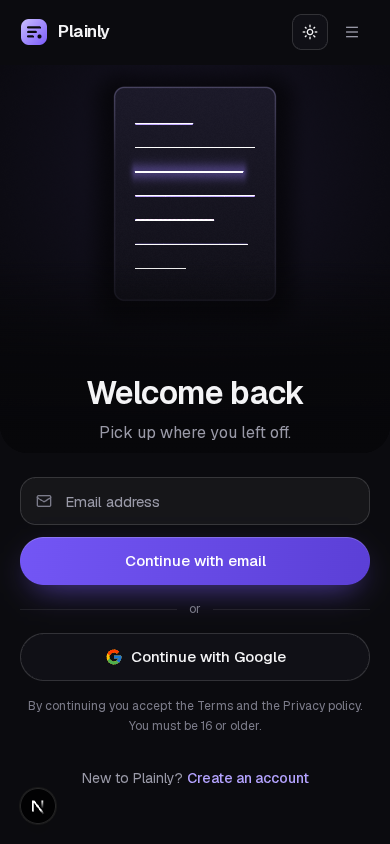 Plainly
Welcome back
Pick up where you left off.
Email address
Continue with email
or
Continue with Google
By continuing you accept the Terms and the Privacy policy.
You must be 16 or older.
New to Plainly? Create an account
N